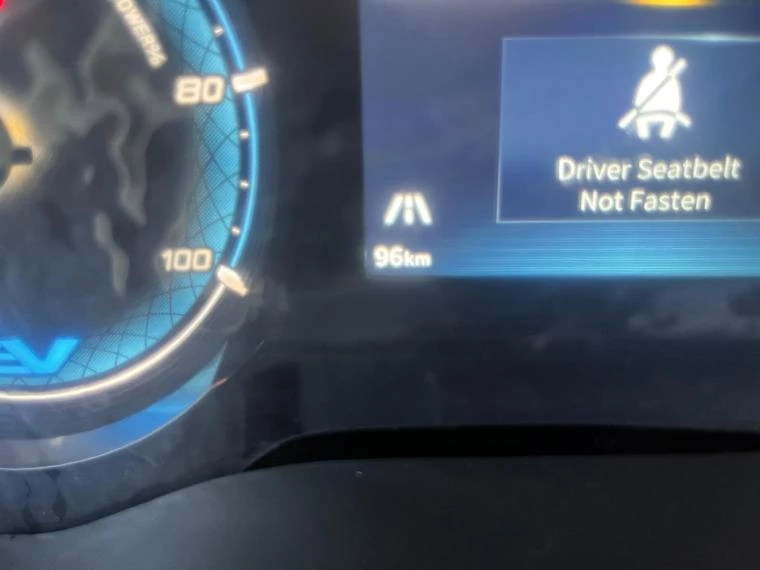 POWER%
80
100
EV
Driver Seatbelt
Not Fasten
96km